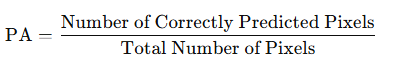 PA = Number of Correctly Predicted Pixels
Total Number of Pixels